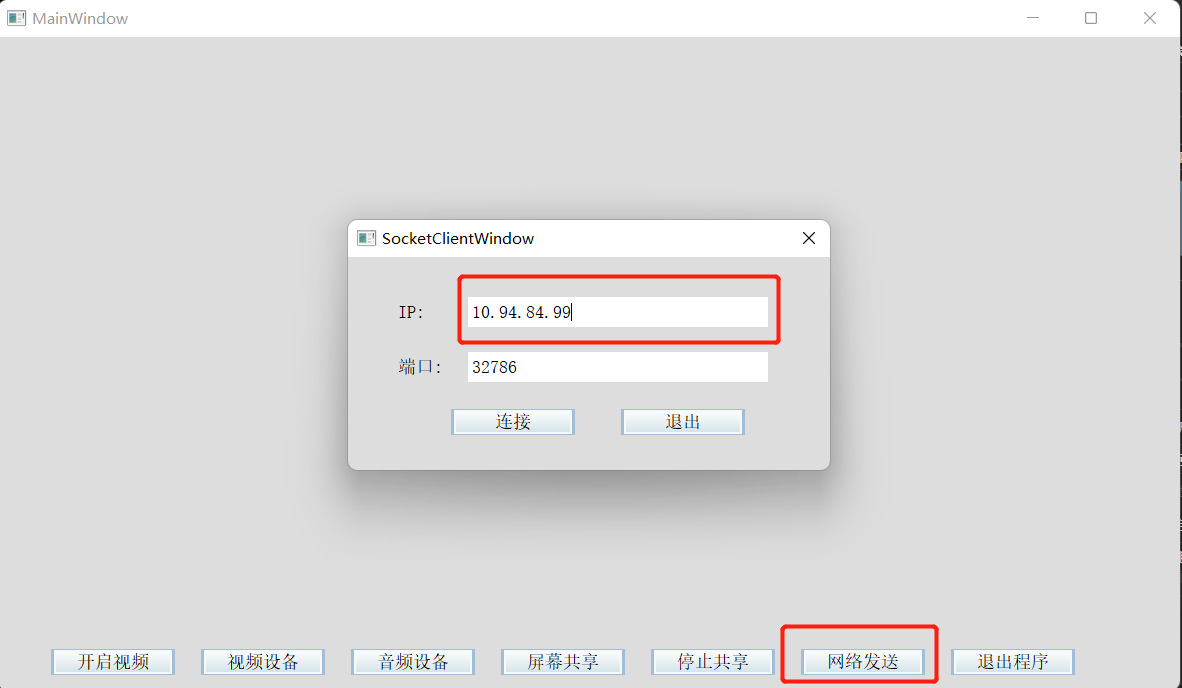 MainWindow
SocketClientWindow
IP: 10.94.84.99
端口: 32786
连接 退出
开启视频 视频设备 音频设备 屏幕共享 停止共享 网络发送 退出程序